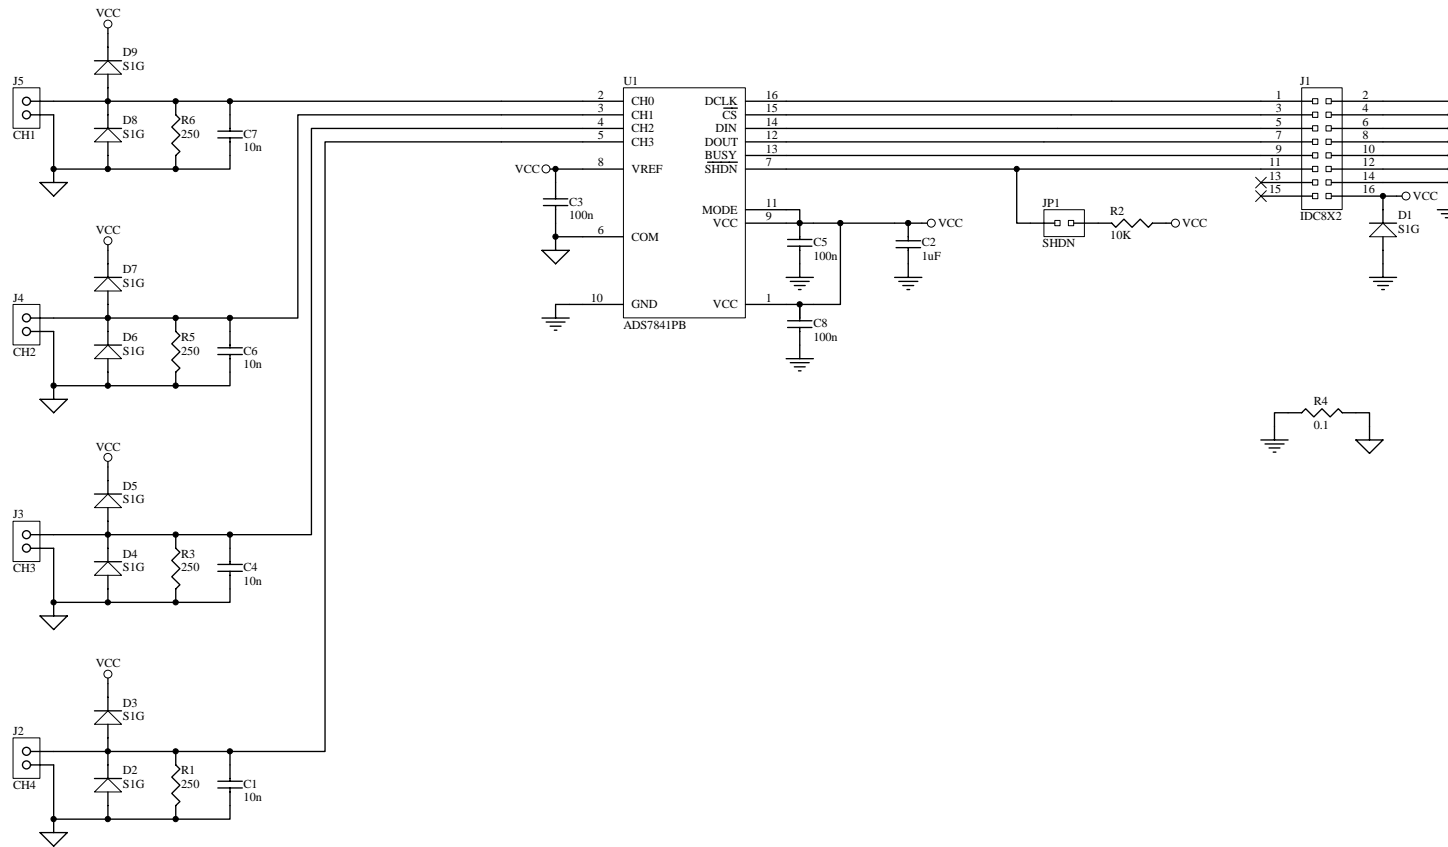 VCC
D9
S1G
J5
CH1
D8
S1G
R6
250
C7
10n
VCC
D7
S1G
J4
CH2
D6
S1G
R5
250
C6
10n
VCC
D5
S1G
J3
CH3
D4
S1G
R3
250
C4
10n
VCC
D3
S1G
J2
CH4
D2
S1G
R1
250
C1
10n
U1
2 CH0 DCLK 16
3 CH1 CS 15
4 CH2 DIN 14
5 CH3 DOUT 12
BUSY 13
8 VREF SHDN 7
MODE 11
VCC 9
6 COM
10 GND VCC 1
ADS7841PB
VCC
C3
100n
C5
100n
C2
1uF
VCC
C8
100n
JP1
SHDN
R2
10K
VCC
J1
1 2
3 4
5 6
7 8
9 10
11 12
13 14
15 16
IDC8X2
VCC
D1
S1G
R4
0.1